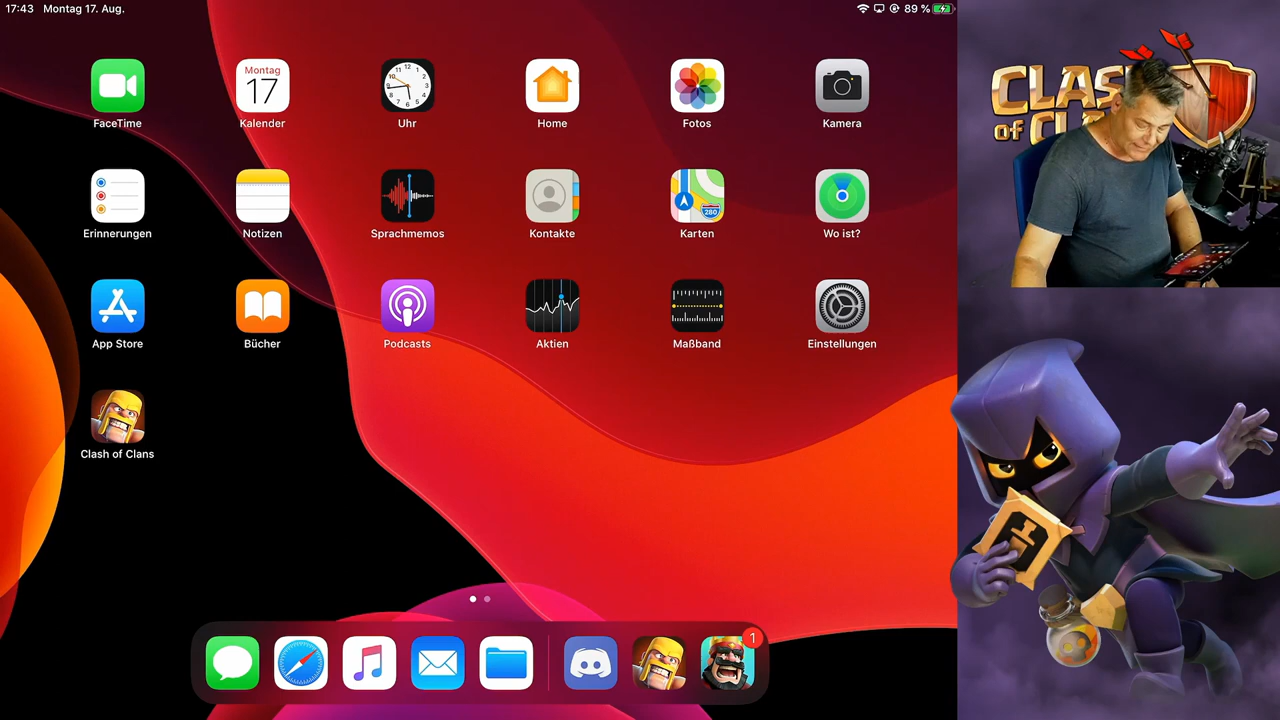 17:43 Montag 17. Aug.
89 %
FaceTime
Montag
17
Kalender
Uhr
Home
Fotos
Kamera
Erinnerungen
Notizen
Sprachmemos
Kontakte
280
Karten
Wo ist?
App Store
Bücher
Podcasts
Aktien
Maßband
Einstellungen
Clash of Clans
1